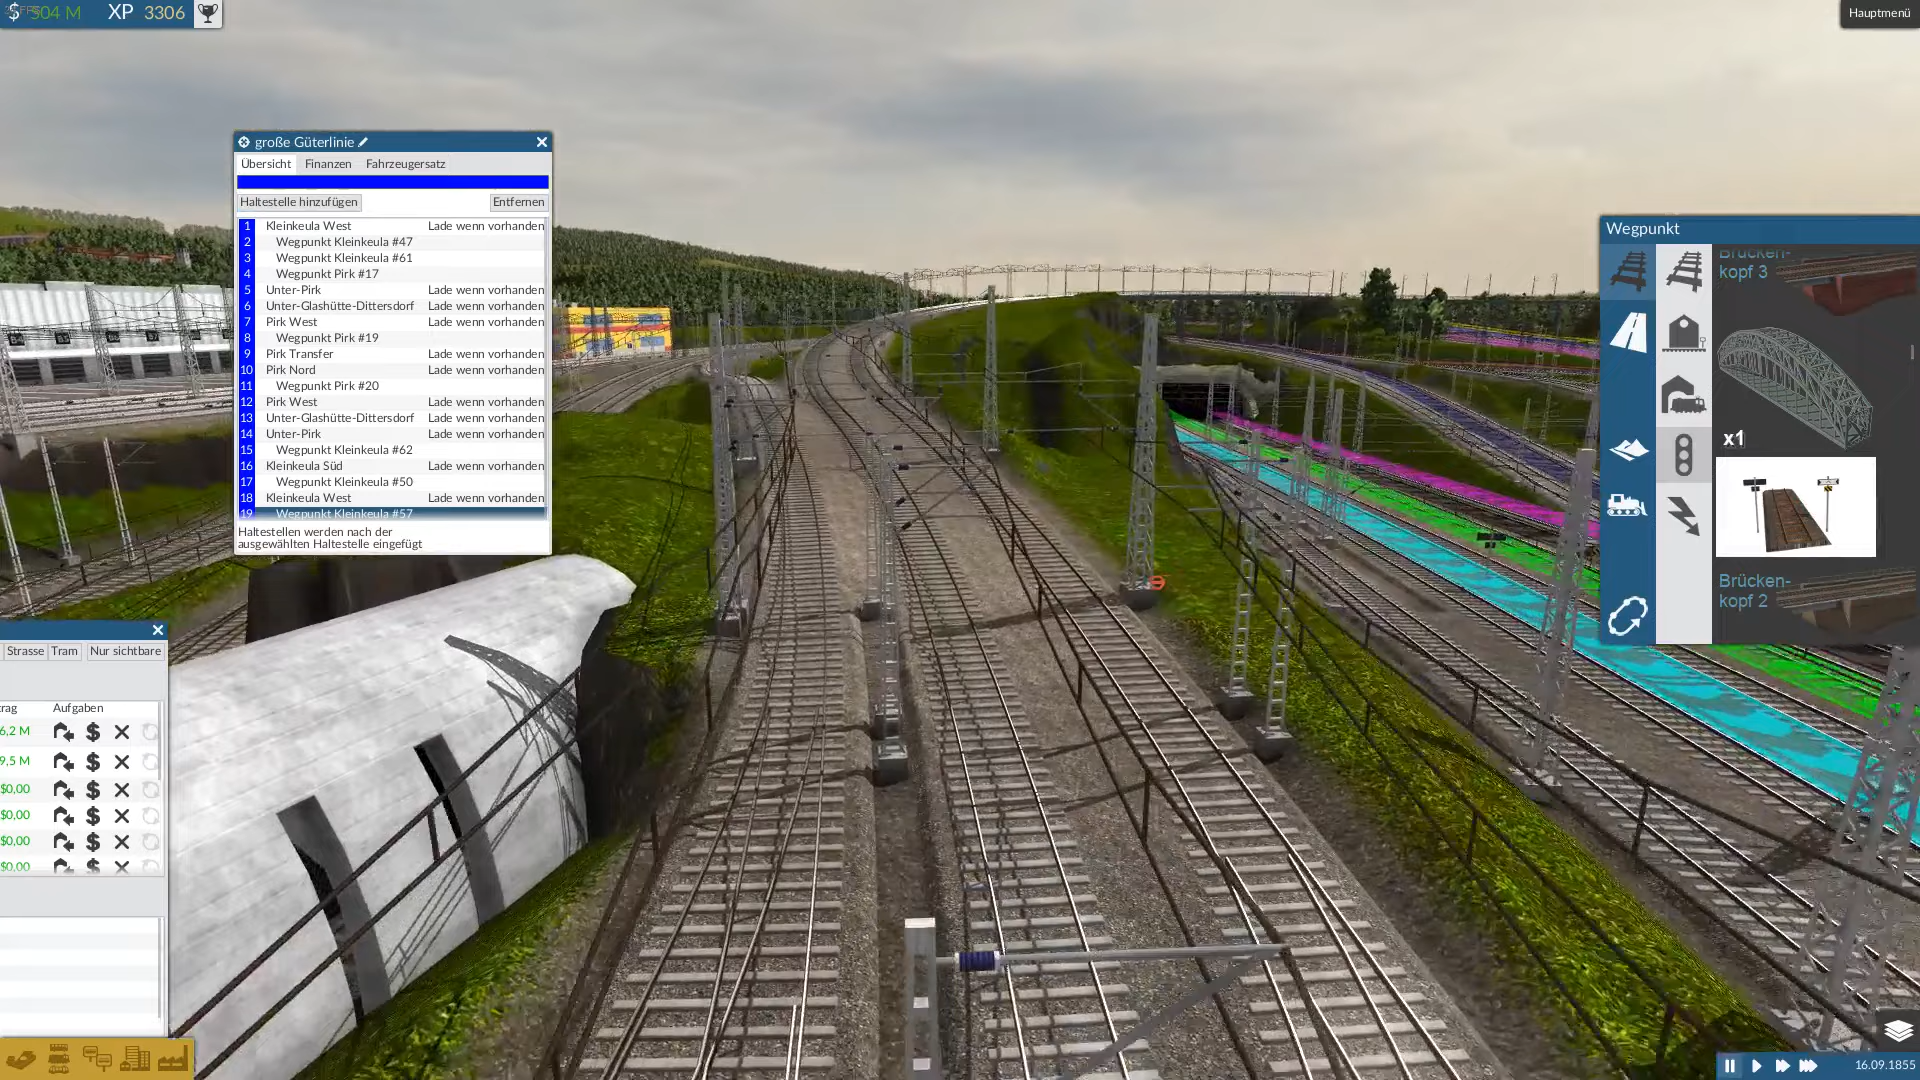 $ 304 M XP 3306
Hauptmenü
große Güterlinie
Übersicht Finanzen Fahrzeugersatz
Haltestelle hinzufügen Entfernen
1 Kleinkeula West Lade wenn vorhanden
2 Wegpunkt Kleinkeula #47
3 Wegpunkt Kleinkeula #61
4 Wegpunkt Pirk #17
5 Unter-Pirk Lade wenn vorhanden
6 Unter-Glashütte-Dittersdorf Lade wenn vorhanden
7 Pirk West Lade wenn vorhanden
8 Wegpunkt Pirk #19
9 Pirk Transfer Lade wenn vorhanden
10 Pirk Nord Lade wenn vorhanden
11 Wegpunkt Pirk #20
12 Pirk West Lade wenn vorhanden
13 Unter-Glashütte-Dittersdorf Lade wenn vorhanden
14 Unter-Pirk Lade wenn vorhanden
15 Wegpunkt Kleinkeula #62
16 Kleinkeula Süd Lade wenn vorhanden
17 Wegpunkt Kleinkeula #50
18 Kleinkeula West Lade wenn vorhanden
19 Wegpunkt Kleinkeula #57
Haltestellen werden nach der
ausgewählten Haltestelle eingefügt
Wegpunkt
Brücken-
kopf 3
x1
Brücken-
kopf 2
Strasse Tram Nur sichtbare
rag Aufgaben
6,2 M
9,5 M
$0,00
$0,00
$0,00
$0,00
16.09.1855